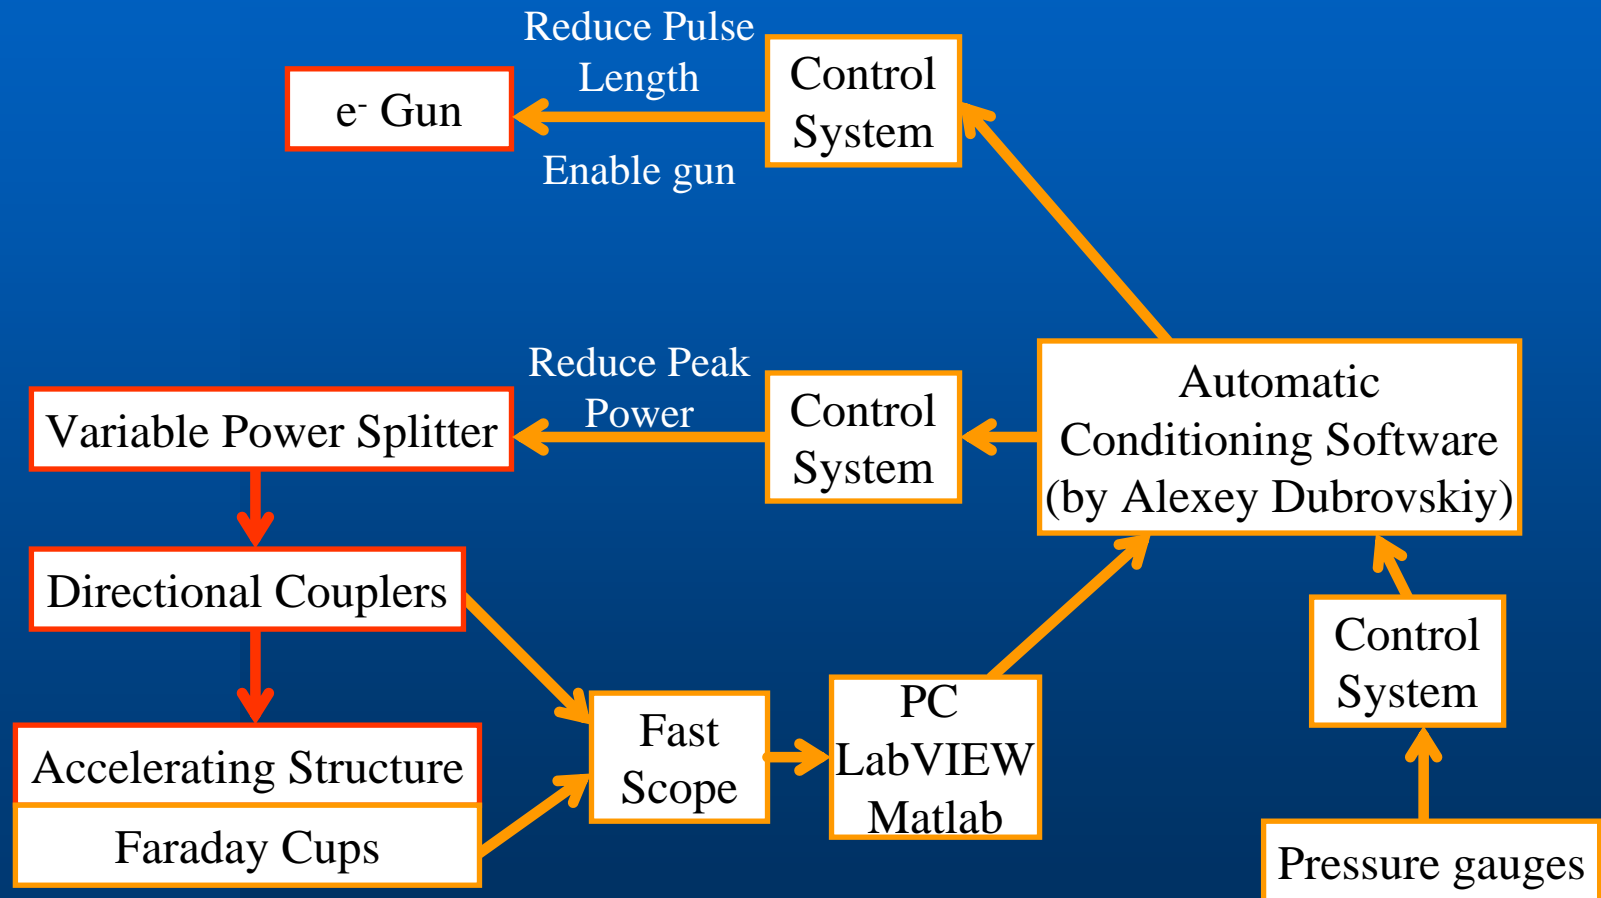 Reduce Pulse
Length
e- Gun
Control
System
Enable gun
Reduce Peak
Power
Variable Power Splitter
Control
System
Automatic
Conditioning Software
(by Alexey Dubrovskiy)
Directional Couplers
Control
System
Accelerating Structure
Faraday Cups
Fast
Scope
PC
LabVIEW
Matlab
Pressure gauges